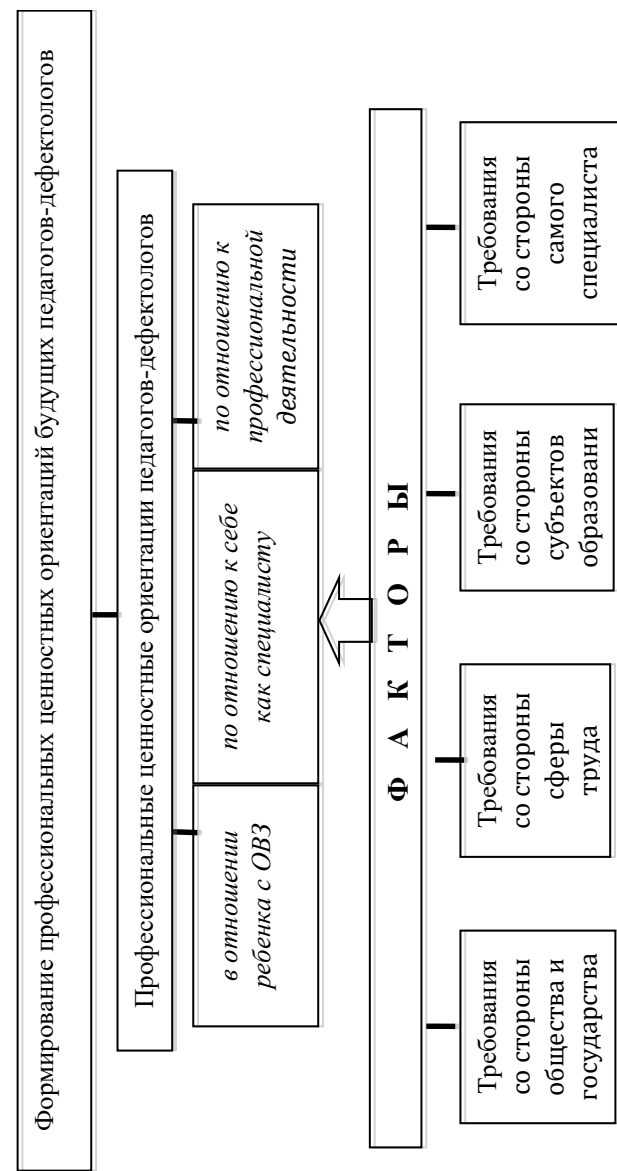 Формирование профессиональных ценностных ориентаций будущих педагогов-дефектологов
Профессиональные ценностные ориентации педагогов-дефектологов
в отношении
ребенка с ОВЗ
по отношению к себе
как специалисту
по отношению к
профессиональной
деятельности
Ф А К Т О Р Ы
Требования
со стороны
общества и
государства
Требования
со стороны
сферы
труда
Требования
со стороны
субъектов
образовани
Требования
со стороны
самого
специалиста